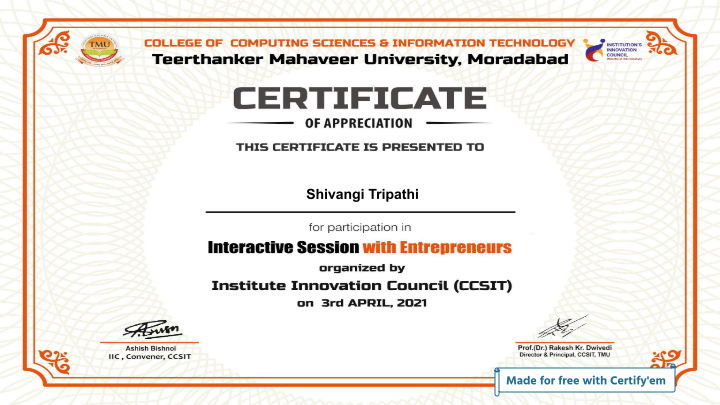 COLLEGE OF COMPUTING SCIENCES & INFORMATION TECHNOLOGY
Teerthanker Mahaveer University, Moradabad
TMU
INSTITUTION'S
INNOVATION
COUNCIL
CERTIFICATE
OF APPRECIATION
THIS CERTIFICATE IS PRESENTED TO
Shivangi Tripathi
for participation in
Interactive Session with Entrepreneurs
organized by
Institute Innovation Council (CCSIT)
on 3rd APRIL, 2021
Ashish Bishnoi
IIC , Convener, CCSIT
Prof.(Dr.) Rakesh Kr. Dwivedi
Director & Principal, CCSIT, TMU
Made for free with Certify'em